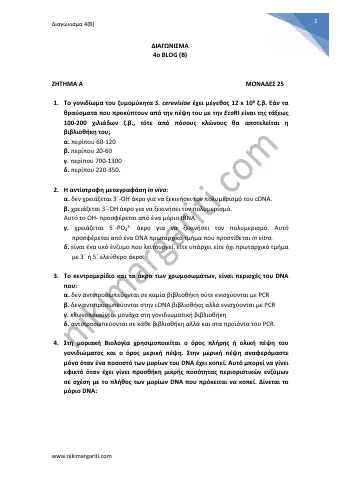 Διαγώνισμα 4(Β)
1
ΔΙΑΓΩΝΙΣΜΑ
4ο BLOG (Β)
ΖΗΤΗΜΑ Α ΜΟΝΑΔΕΣ 25
1. Το γονιδίωμα του ζυμομύκητα S. cerevisiae έχει μέγεθος 12 x 10⁶ ζ.β. Εάν τα
θραύσματα που προκύπτουν από την πέψη του με την EcoRI είναι της τάξεως
100-200 χιλιάδων ζ.β., τότε από πόσους κλώνους θα αποτελείται η
βιβλιοθήκη του;
α. περίπου 60-120
β. περίπου 20-60
γ. περίπου 700-1300
δ. περίπου 220-350.
2. Η αντίστροφη μεταγραφάση in vivo:
α. δεν χρειάζεται 3΄-ΟΗ άκρο για να ξεκινήσει τον πολυμερισμό του cDNA.
β. χρειάζεται 3΄-ΟΗ άκρο για να ξεκινήσει τον πολυμερισμό.
Αυτό το ΟΗ- προσφέρεται από ένα μόριο tRNA.
γ. χρειάζεται 5΄-PO₄³⁻ άκρο για να ξεκινήσει τον πολυμερισμό. Αυτό
προσφέρεται από ένα DNA πρωταρχικό τμήμα που προστίθεται in vitro.
δ. είναι ένα ιικό ένζυμο που λειτουργεί, είτε υπάρχει είτε όχι πρωταρχικό τμήμα
με 3΄ ή 5΄ ελεύθερο άκρο.
3. Το κεντρομερίδιο και τα άκρα των χρωμοσωμάτων, είναι περιοχές του DNA
που:
α. δεν αντιπροσωπεύονται σε καμία βιβλιοθήκη ούτε ενισχύονται με PCR
β. δεν αντιπροσωπεύονται στην cDNA βιβλιοθήκη αλλά ενισχύονται με PCR
γ. κλωνοποιούνται μονάχα στη γονιδιωματική βιβλιοθήκη
δ. αντιπροσωπεύονται σε κάθε βιβλιοθήκη αλλά και στα προϊόντα του PCR.
4. Στη μοριακή Βιολογία χρησιμοποιείται ο όρος πλήρης ή ολική πέψη του
γονιδιώματος και ο όρος μερική πέψη. Στην μερική πέψη αναφερόμαστε
μόνο όταν ένα ποσοστό των μορίων του DNA έχει κοπεί. Αυτό μπορεί να γίνει
εφικτό όταν έχει γίνει προσθήκη μικρής ποσότητας περιοριστικών ενζύμων
σε σχέση με το πλήθος των μορίων DNA που πρόκειται να κοπεί. Δίνεται το
μόριο DNA:
nikimargariti.com
www.nikimargariti.com